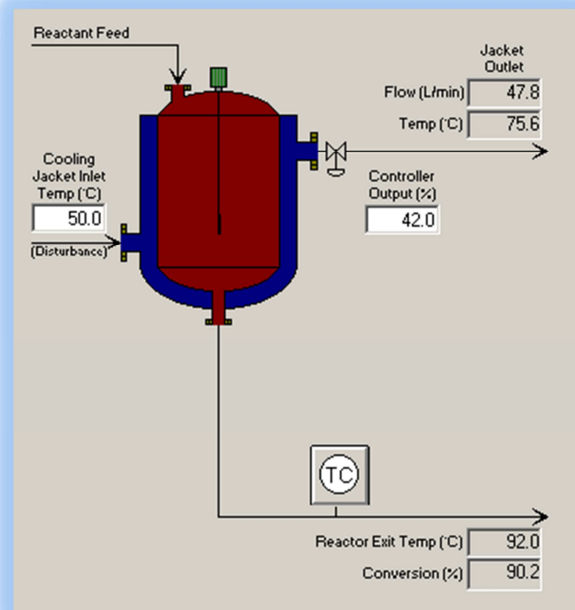 Reactant Feed
Jacket
Outlet
Flow (L/min) 47.8
Temp (°C) 75.6
Cooling
Jacket Inlet
Temp (°C)
50.0
(Disturbance)
Controller
Output (%)
42.0
TC
Reactor Exit Temp (°C) 92.0
Conversion (%) 90.2